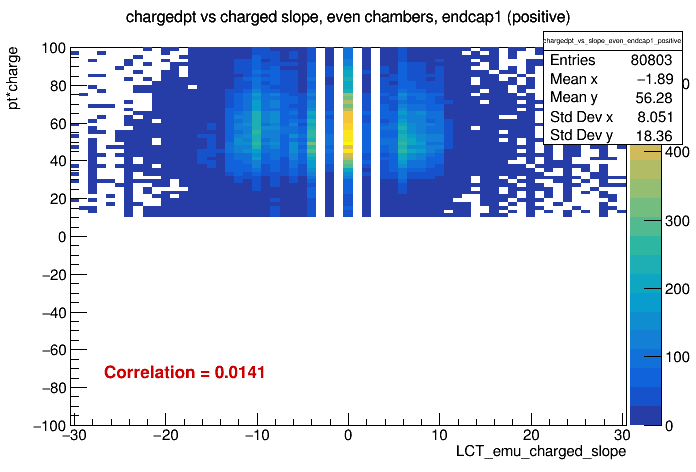 chargedpt vs charged slope, even chambers, endcap1 (positive)
chargedpt_vs_slope_even_endcap1_positive
Entries 80803
Mean x −1.89
Mean y 56.28
Std Dev x 8.051
Std Dev y 18.36
pt*charge
100
80
60
40
20
0
−20
−40
−60
−80
−100
−30
−20
−10
0
10
20
30
LCT_emu_charged_slope
Correlation = 0.0141
0
400
300
200
100
0